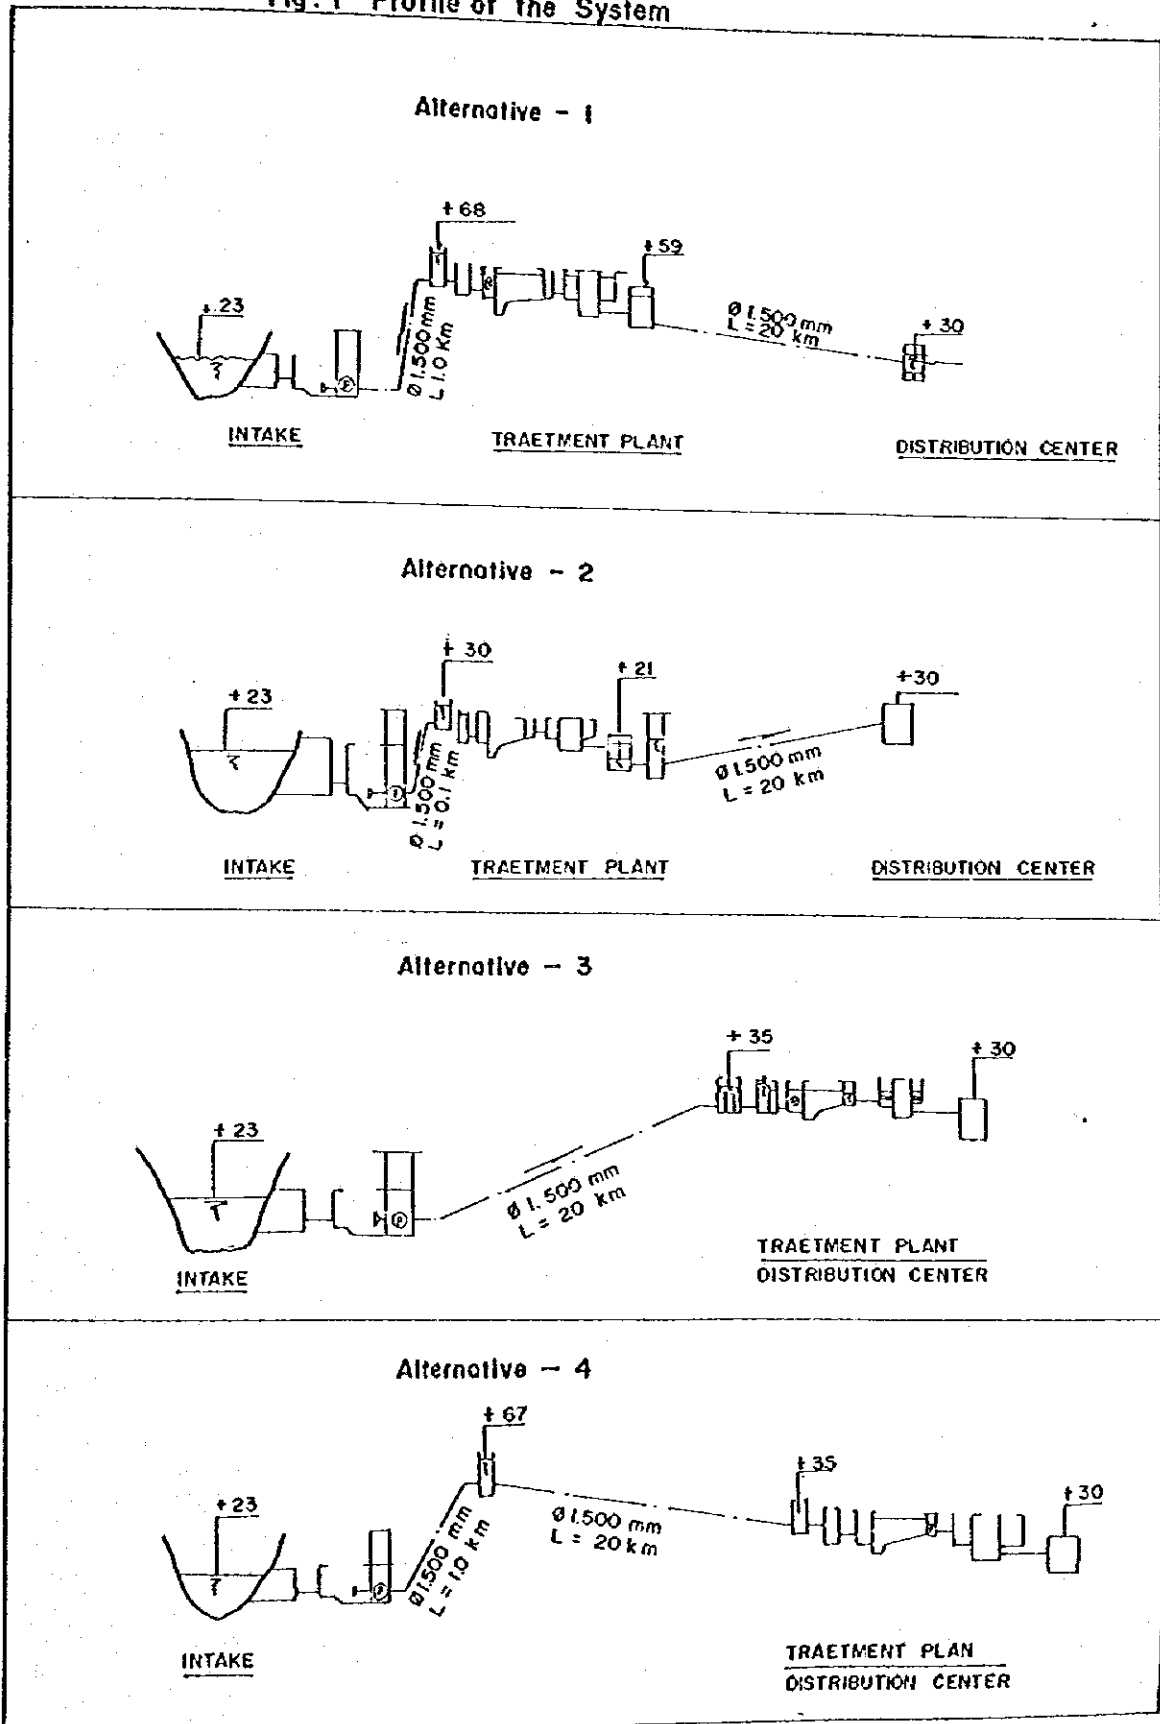 Fig. 1 Profile of the System
Alternative - 1
+ 68
+ 59
+ 23
Ø 1.500 mm
L 1.0 Km
Ø 1.500 mm
L = 20 km
+ 30
INTAKE
TRAETMENT PLANT
DISTRIBUTION CENTER
Alternative - 2
+ 30
+ 21
+ 23
+30
Ø 1.500 mm
L = 0.1 km
Ø 1.500 mm
L = 20 km
INTAKE
TRAETMENT PLANT
DISTRIBUTION CENTER
Alternative - 3
+ 35
+ 30
+ 23
P
Ø 1.500 mm
L = 20 km
INTAKE
TRAETMENT PLANT
DISTRIBUTION CENTER
Alternative - 4
+ 67
+35
+23
+30
Ø 1.500 mm
L = 1.0 km
Ø 1.500 mm
L = 20 km
INTAKE
TRAETMENT PLAN
DISTRIBUTION CENTER